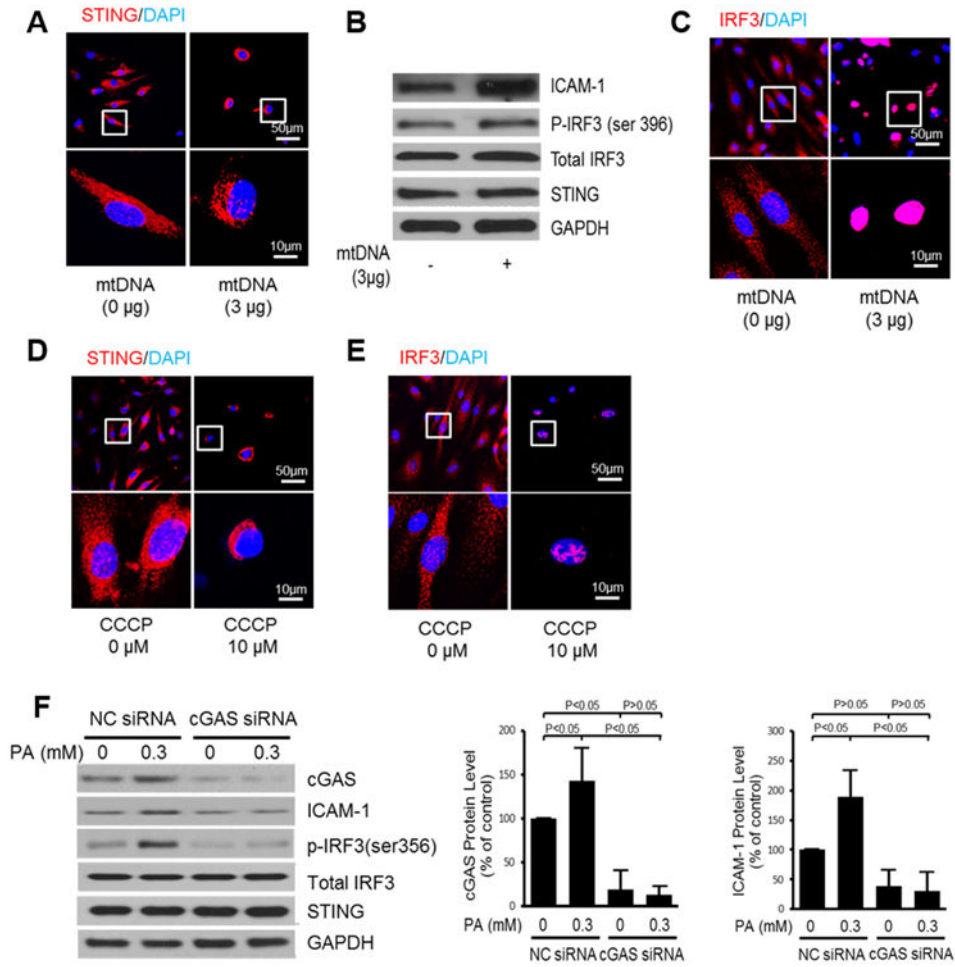 A
STING/DAPI
50μm
10μm
mtDNA
(0 μg)
mtDNA
(3 μg)
B
ICAM-1
P-IRF3 (ser 396)
Total IRF3
STING
GAPDH
mtDNA
(3μg)
- +
C
IRF3/DAPI
50μm
10μm
mtDNA
(0 μg)
mtDNA
(3 μg)
D
STING/DAPI
50μm
10μm
CCCP
0 μM
CCCP
10 μM
E
IRF3/DAPI
50μm
10μm
CCCP
0 μM
CCCP
10 μM
F
NC siRNA cGAS siRNA
PA (mM) 0 0.3 0 0.3
cGAS
ICAM-1
p-IRF3(ser356)
Total IRF3
STING
GAPDH
P<0.05 P>0.05
P<0.05 P<0.05
cGAS Protein Level
(% of control)
200
150
100
50
0
PA (mM) 0 0.3 0 0.3
NC siRNA cGAS siRNA
P>0.05 P>0.05
P<0.05 P<0.05
ICAM-1 Protein Level
(% of control)
300
250
200
150
100
50
0
PA (mM) 0 0.3 0 0.3
NC siRNA cGAS siRNA